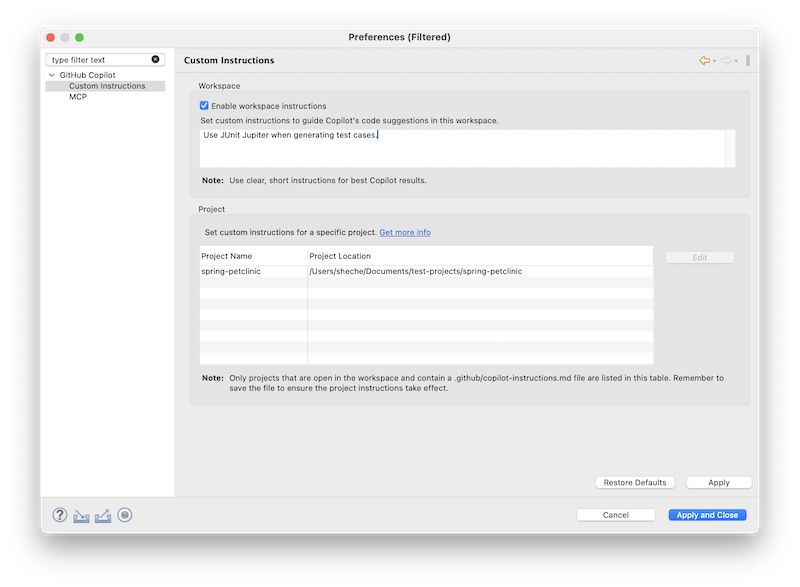 Preferences (Filtered)
type filter text
GitHub Copilot
Custom Instructions
MCP
Custom Instructions
Workspace
Enable workspace instructions
Set custom instructions to guide Copilot's code suggestions in this workspace.
Use JUnit Jupiter when generating test cases.
Note: Use clear, short instructions for best Copilot results.
Project
Set custom instructions for a specific project. Get more info
Project Name Project Location
Edit
spring-petclinic /Users/sheche/Documents/test-projects/spring-petclinic
Note: Only projects that are open in the workspace and contain a .github/copilot-instructions.md file are listed in this table. Remember to
save the file to ensure the project instructions take effect.
Restore Defaults Apply
? Cancel Apply and Close